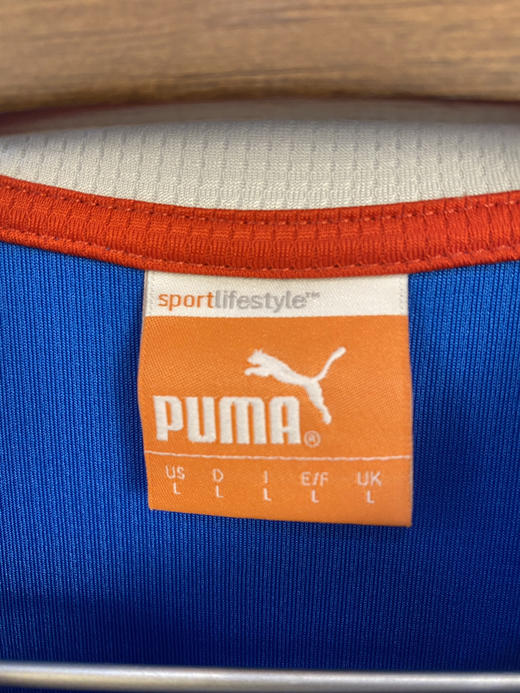 sportlifestyle™
PUMA®
US D I E/F UK
L L L L L